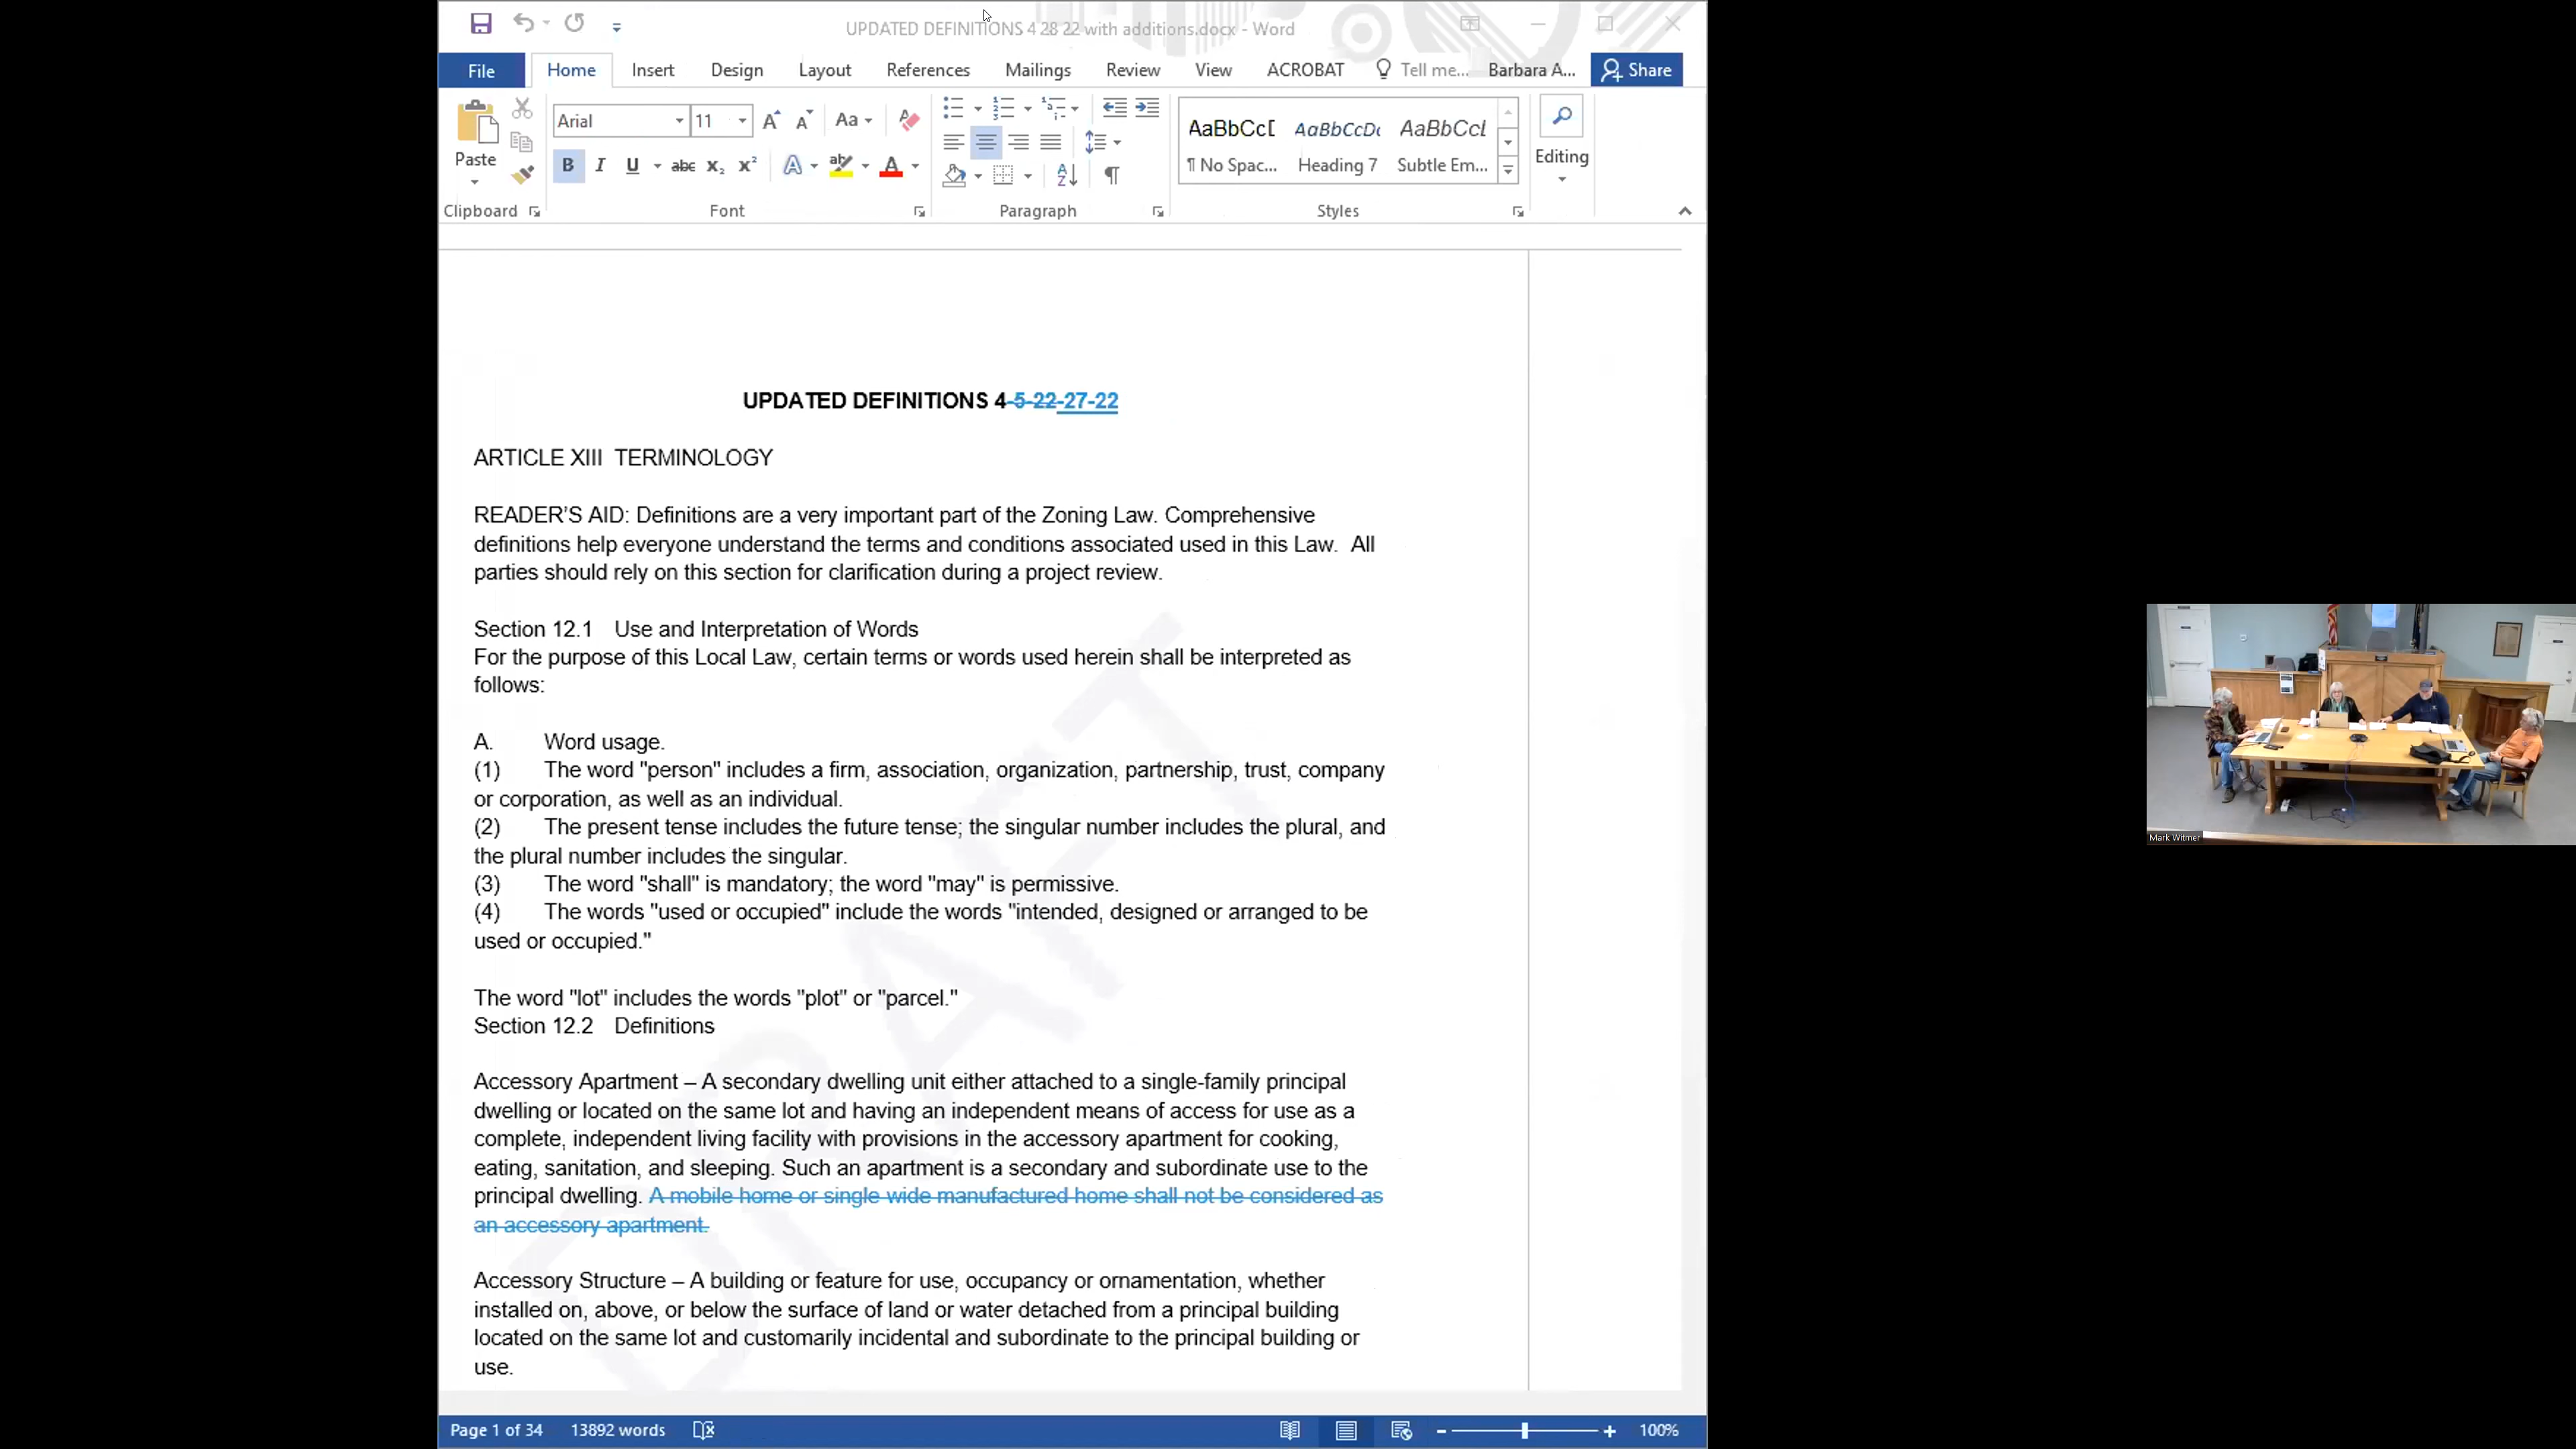 UPDATED DEFINITIONS 4 28 22 with additions.docx - Word
File Home Insert Design Layout References Mailings Review View ACROBAT Tell me... Barbara A... Share
Paste
Arial 11 Aa
B I U abc X₂ X² A A
AaBbCcD AaBbCcDc AaBbCcL
¶ No Spac... Heading 7 Subtle Em...
Editing
Clipboard Font Paragraph Styles
UPDATED DEFINITIONS 4-5-22-27-22
ARTICLE XIII TERMINOLOGY
READER'S AID: Definitions are a very important part of the Zoning Law. Comprehensive
definitions help everyone understand the terms and conditions associated used in this Law. All
parties should rely on this section for clarification during a project review.
Section 12.1 Use and Interpretation of Words
For the purpose of this Local Law, certain terms or words used herein shall be interpreted as
follows:
A. Word usage.
(1) The word "person" includes a firm, association, organization, partnership, trust, company
or corporation, as well as an individual.
(2) The present tense includes the future tense; the singular number includes the plural, and
the plural number includes the singular.
(3) The word "shall" is mandatory; the word "may" is permissive.
(4) The words "used or occupied" include the words "intended, designed or arranged to be
used or occupied."
The word "lot" includes the words "plot" or "parcel."
Section 12.2 Definitions
Accessory Apartment – A secondary dwelling unit either attached to a single-family principal
dwelling or located on the same lot and having an independent means of access for use as a
complete, independent living facility with provisions in the accessory apartment for cooking,
eating, sanitation, and sleeping. Such an apartment is a secondary and subordinate use to the
principal dwelling. A mobile home or single wide manufactured home shall not be considered as
an accessory apartment.
Accessory Structure – A building or feature for use, occupancy or ornamentation, whether
installed on, above, or below the surface of land or water detached from a principal building
located on the same lot and customarily incidental and subordinate to the principal building or
use.
DRAFT
Page 1 of 34 13892 words 100%
Mark Witmer